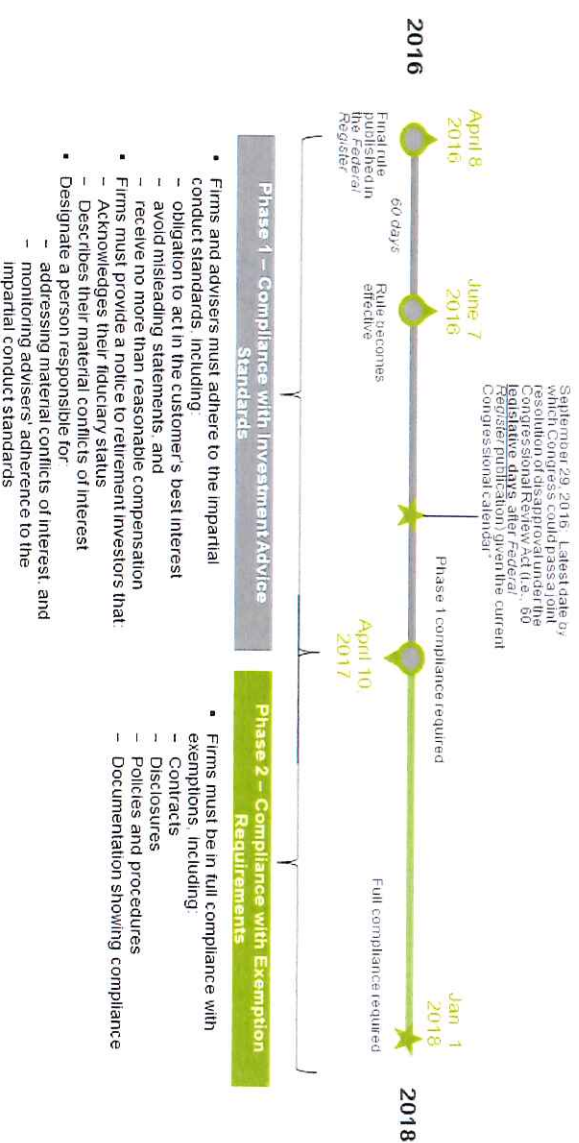 September 29, 2016: Latest date by
which Congress could pass a joint
resolution of disapproval under the
Congressional Review Act (i.e., 60
legislative days after Federal
Register publication) given the current
Congressional calendar*
April 8
2016
June 7
2016
Phase 1 compliance required
Jan 1
2018
2016
2018
60 days
Final rule
published in
the Federal
Register
Rule becomes
effective
April 10,
2017
Full compliance required
Phase 1 – Compliance with Investment Advice
Standards
▪ Firms and advisers must adhere to the impartial
conduct standards, including:
– obligation to act in the customer's best interest
– avoid misleading statements, and
– receive no more than reasonable compensation
▪ Firms must provide a notice to retirement investors that:
– Acknowledges their fiduciary status
– Describes their material conflicts of interest
▪ Designate a person responsible for
– addressing material conflicts of interest, and
– monitoring advisers' adherence to the
impartial conduct standards
Phase 2 – Compliance with Exemption
Requirements
▪ Firms must be in full compliance with
exemptions, including:
– Contracts
– Disclosures
– Policies and procedures
– Documentation showing compliance